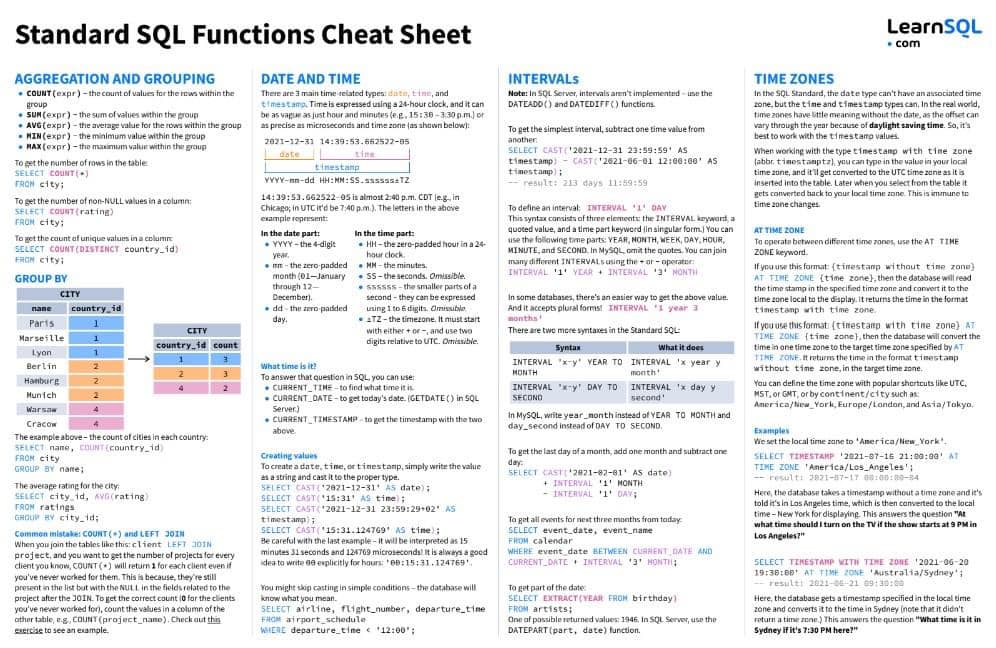 Standard SQL Functions Cheat Sheet
LearnSQL
• com
AGGREGATION AND GROUPING
• COUNT(expr) – the count of values for the rows within the
group
• SUM(expr) – the sum of values within the group
• AVG(expr) – the average value for the rows within the group
• MIN(expr) – the minimum value within the group
• MAX(expr) – the maximum value within the group
To get the number of rows in the table:
SELECT COUNT(*)
FROM city;
To get the number of non-NULL values in a column:
SELECT COUNT(rating)
FROM city;
To get the count of unique values in a column:
SELECT COUNT(DISTINCT country_id)
FROM city;
GROUP BY
CITY
name country_id
Paris 1
Marseille 1
Lyon 1
Berlin 2
Hamburg 2
Munich 2
Warsaw 4
Cracow 4
CITY
country_id count
1 3
2 3
4 2
The example above – the count of cities in each country:
SELECT name, COUNT(country_id)
FROM city
GROUP BY name;
The average rating for the city:
SELECT city_id, AVG(rating)
FROM ratings
GROUP BY city_id;
Common mistake: COUNT(*) and LEFT JOIN
When you join the tables like this: client LEFT JOIN
project, and you want to get the number of projects for every
client you know, COUNT(*) will return 1 for each client even if
you've never worked for them. This is because, they're still
present in the list but with the NULL in the fields related to the
project after the JOIN. To get the correct count (0 for the clients
you've never worked for), count the values in a column of the
other table, e.g., COUNT(project_name). Check out this
exercise to see an example.
DATE AND TIME
There are 3 main time-related types: date, time, and
timestamp. Time is expressed using a 24-hour clock, and it can
be as vague as just hour and minutes (e.g., 15:30 – 3:30 p.m.) or
as precise as microseconds and time zone (as shown below):
2021-12-31 14:39:53.662522-05
date time
timestamp
YYYY-mm-dd HH:MM:SS.ssssss±TZ
14:39:53.662522-05 is almost 2:40 p.m. CDT (e.g., in
Chicago; in UTC it'd be 7:40 p.m.). The letters in the above
example represent:
In the date part:
• YYYY – the 4-digit
year.
• mm – the zero-padded
month (01—January
through 12—
December).
• dd – the zero-padded
day.
In the time part:
• HH – the zero-padded hour in a 24-
hour clock.
• MM – the minutes.
• SS – the seconds. Omissible.
• ssssss – the smaller parts of a
second – they can be expressed
using 1 to 6 digits. Omissible.
• ±TZ – the timezone. It must start
with either + or −, and use two
digits relative to UTC. Omissible.
What time is it?
To answer that question in SQL, you can use:
• CURRENT_TIME – to find what time it is.
• CURRENT_DATE – to get today's date. (GETDATE() in SQL
Server.)
• CURRENT_TIMESTAMP – to get the timestamp with the two
above.
Creating values
To create a date, time, or timestamp, simply write the value
as a string and cast it to the proper type.
SELECT CAST('2021-12-31' AS date);
SELECT CAST('15:31' AS time);
SELECT CAST('2021-12-31 23:59:29+02' AS
timestamp);
SELECT CAST('15:31.124769' AS time);
Be careful with the last example – it will be interpreted as 15
minutes 31 seconds and 124769 microseconds! It is always a good
idea to write 00 explicitly for hours: '00:15:31.124769'.
You might skip casting in simple conditions – the database will
know what you mean.
SELECT airline, flight_number, departure_time
FROM airport_schedule
WHERE departure_time < '12:00';
INTERVALs
Note: In SQL Server, intervals aren't implemented – use the
DATEADD() and DATEDIFF() functions.
To get the simplest interval, subtract one time value from
another:
SELECT CAST('2021-12-31 23:59:59' AS
timestamp) - CAST('2021-06-01 12:00:00' AS
timestamp);
-- result: 213 days 11:59:59
To define an interval: INTERVAL '1' DAY
This syntax consists of three elements: the INTERVAL keyword, a
quoted value, and a time part keyword (in singular form.) You can
use the following time parts: YEAR, MONTH, WEEK, DAY, HOUR,
MINUTE, and SECOND. In MySQL, omit the quotes. You can join
many different INTERVALs using the + or - operator:
INTERVAL '1' YEAR + INTERVAL '3' MONTH
In some databases, there's an easier way to get the above value.
And it accepts plural forms! INTERVAL '1 year 3
months'
There are two more syntaxes in the Standard SQL:
Syntax What it does
INTERVAL 'x-y' YEAR TO
MONTH
INTERVAL 'x year y
month'
INTERVAL 'x-y' DAY TO
SECOND
INTERVAL 'x day y
second'
In MySQL, write year_month instead of YEAR TO MONTH and
day_second instead of DAY TO SECOND.
To get the last day of a month, add one month and subtract one
day:
SELECT CAST('2021-02-01' AS date)
+ INTERVAL '1' MONTH
- INTERVAL '1' DAY;
To get all events for next three months from today:
SELECT event_date, event_name
FROM calendar
WHERE event_date BETWEEN CURRENT_DATE AND
CURRENT_DATE + INTERVAL '3' MONTH;
To get part of the date:
SELECT EXTRACT(YEAR FROM birthday)
FROM artists;
One of possible returned values: 1946. In SQL Server, use the
DATEPART(part, date) function.
TIME ZONES
In the SQL Standard, the date type can't have an associated time
zone, but the time and timestamp types can. In the real world,
time zones have little meaning without the date, as the offset can
vary through the year because of daylight saving time. So, it's
best to work with the timestamp values.
When working with the type timestamp with time zone
(abbr. timestamptz), you can type in the value in your local
time zone, and it'll get converted to the UTC time zone as it is
inserted into the table. Later when you select from the table it
gets converted back to your local time zone. This is immune to
time zone changes.
AT TIME ZONE
To operate between different time zones, use the AT TIME
ZONE keyword.
If you use this format: {timestamp without time zone}
AT TIME ZONE {time zone}, then the database will read
the time stamp in the specified time zone and convert it to the
time zone local to the display. It returns the time in the format
timestamp with time zone.
If you use this format: {timestamp with time zone} AT
TIME ZONE {time zone}, then the database will convert the
time in one time zone to the target time zone specified by AT
TIME ZONE. It returns the time in the format timestamp
without time zone, in the target time zone.
You can define the time zone with popular shortcuts like UTC,
MST, or GMT, or by continent/city such as:
America/New_York, Europe/London, and Asia/Tokyo.
Examples
We set the local time zone to 'America/New_York'.
SELECT TIMESTAMP '2021-07-16 21:00:00' AT
TIME ZONE 'America/Los_Angeles';
-- result: 2021-07-17 00:00:00-04
Here, the database takes a timestamp without a time zone and it's
told it's in Los Angeles time, which is then converted to the local
time – New York for displaying. This answers the question "At
what time should I turn on the TV if the show starts at 9 PM in
Los Angeles?"
SELECT TIMESTAMP WITH TIME ZONE '2021-06-20
19:30:00' AT TIME ZONE 'Australia/Sydney';
-- result: 2021-06-21 09:30:00
Here, the database gets a timestamp specified in the local time
zone and converts it to the time in Sydney (note that it didn't
return a time zone.) This answers the question "What time is it in
Sydney if it's 7:30 PM here?"